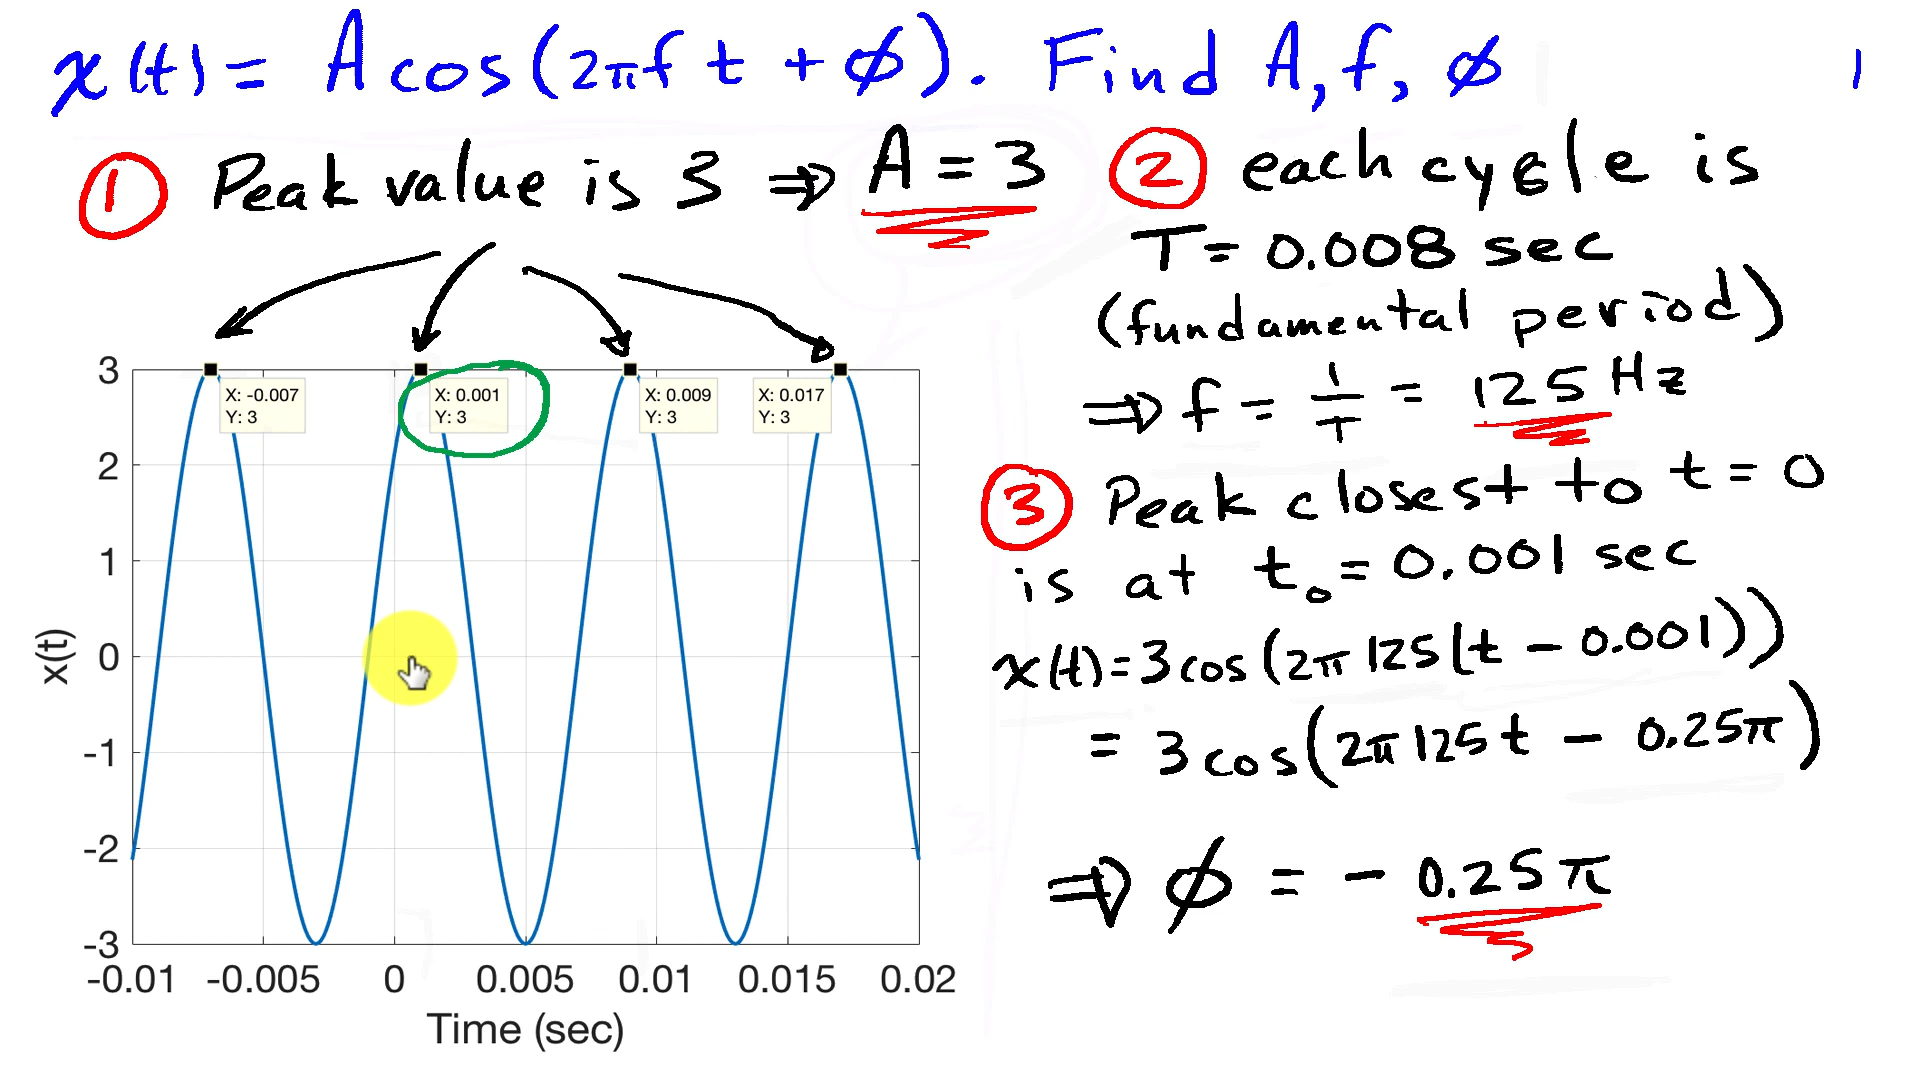 x(t) = A cos(2πf t + ϕ). Find A, f, ϕ
1
① Peak value is 3 ⇒ A = 3
② each cycle is
T = 0.008 sec
(fundamental period)
⇒ f = 1/T = 125 Hz
③ Peak closest to t = 0
is at t₀ = 0.001 sec
x(t) = 3 cos(2π 125(t - 0.001))
= 3 cos(2π 125 t - 0.25π)
⇒ ϕ = - 0.25 π
X: -0.007
Y: 3
X: 0.001
Y: 3
X: 0.009
Y: 3
X: 0.017
Y: 3
3
2
1
0
-1
-2
-3
x(t)
-0.01 -0.005 0 0.005 0.01 0.015 0.02
Time (sec)